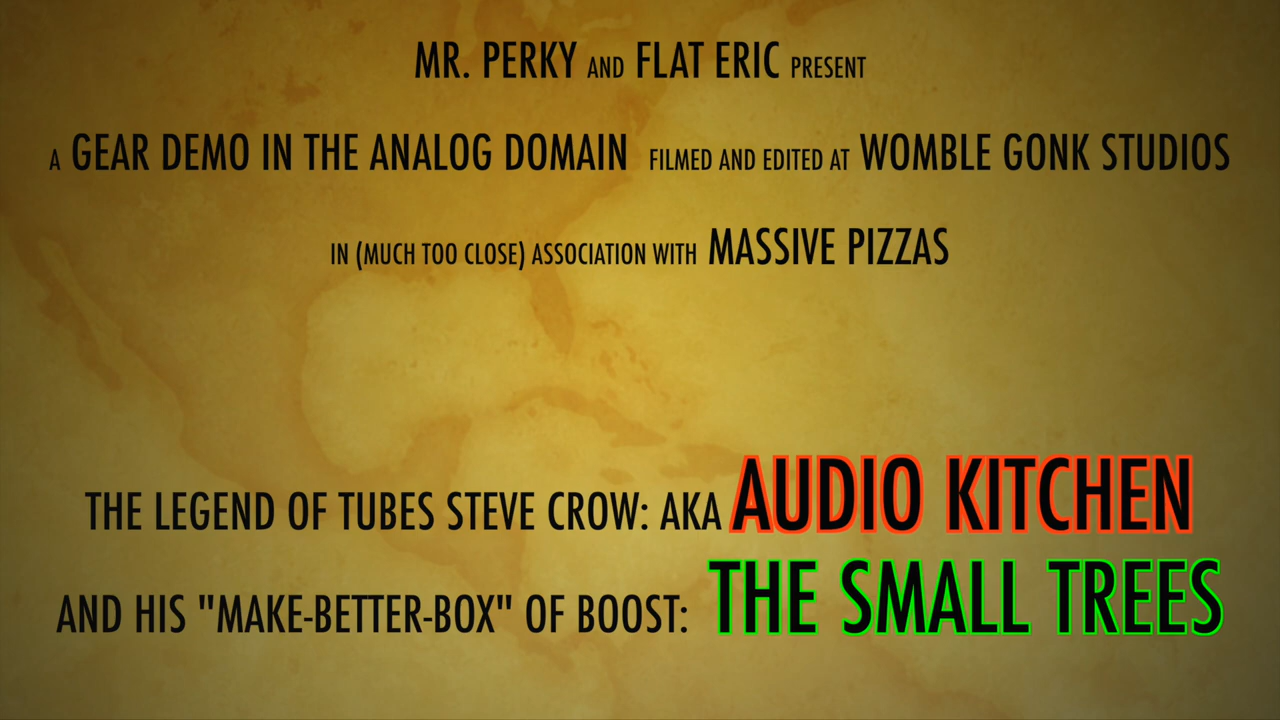 MR. PERKY AND FLAT ERIC PRESENT
A GEAR DEMO IN THE ANALOG DOMAIN FILMED AND EDITED AT WOMBLE GONK STUDIOS
IN (MUCH TOO CLOSE) ASSOCIATION WITH MASSIVE PIZZAS
THE LEGEND OF TUBES STEVE CROW: AKA AUDIO KITCHEN
AND HIS "MAKE-BETTER-BOX" OF BOOST: THE SMALL TREES